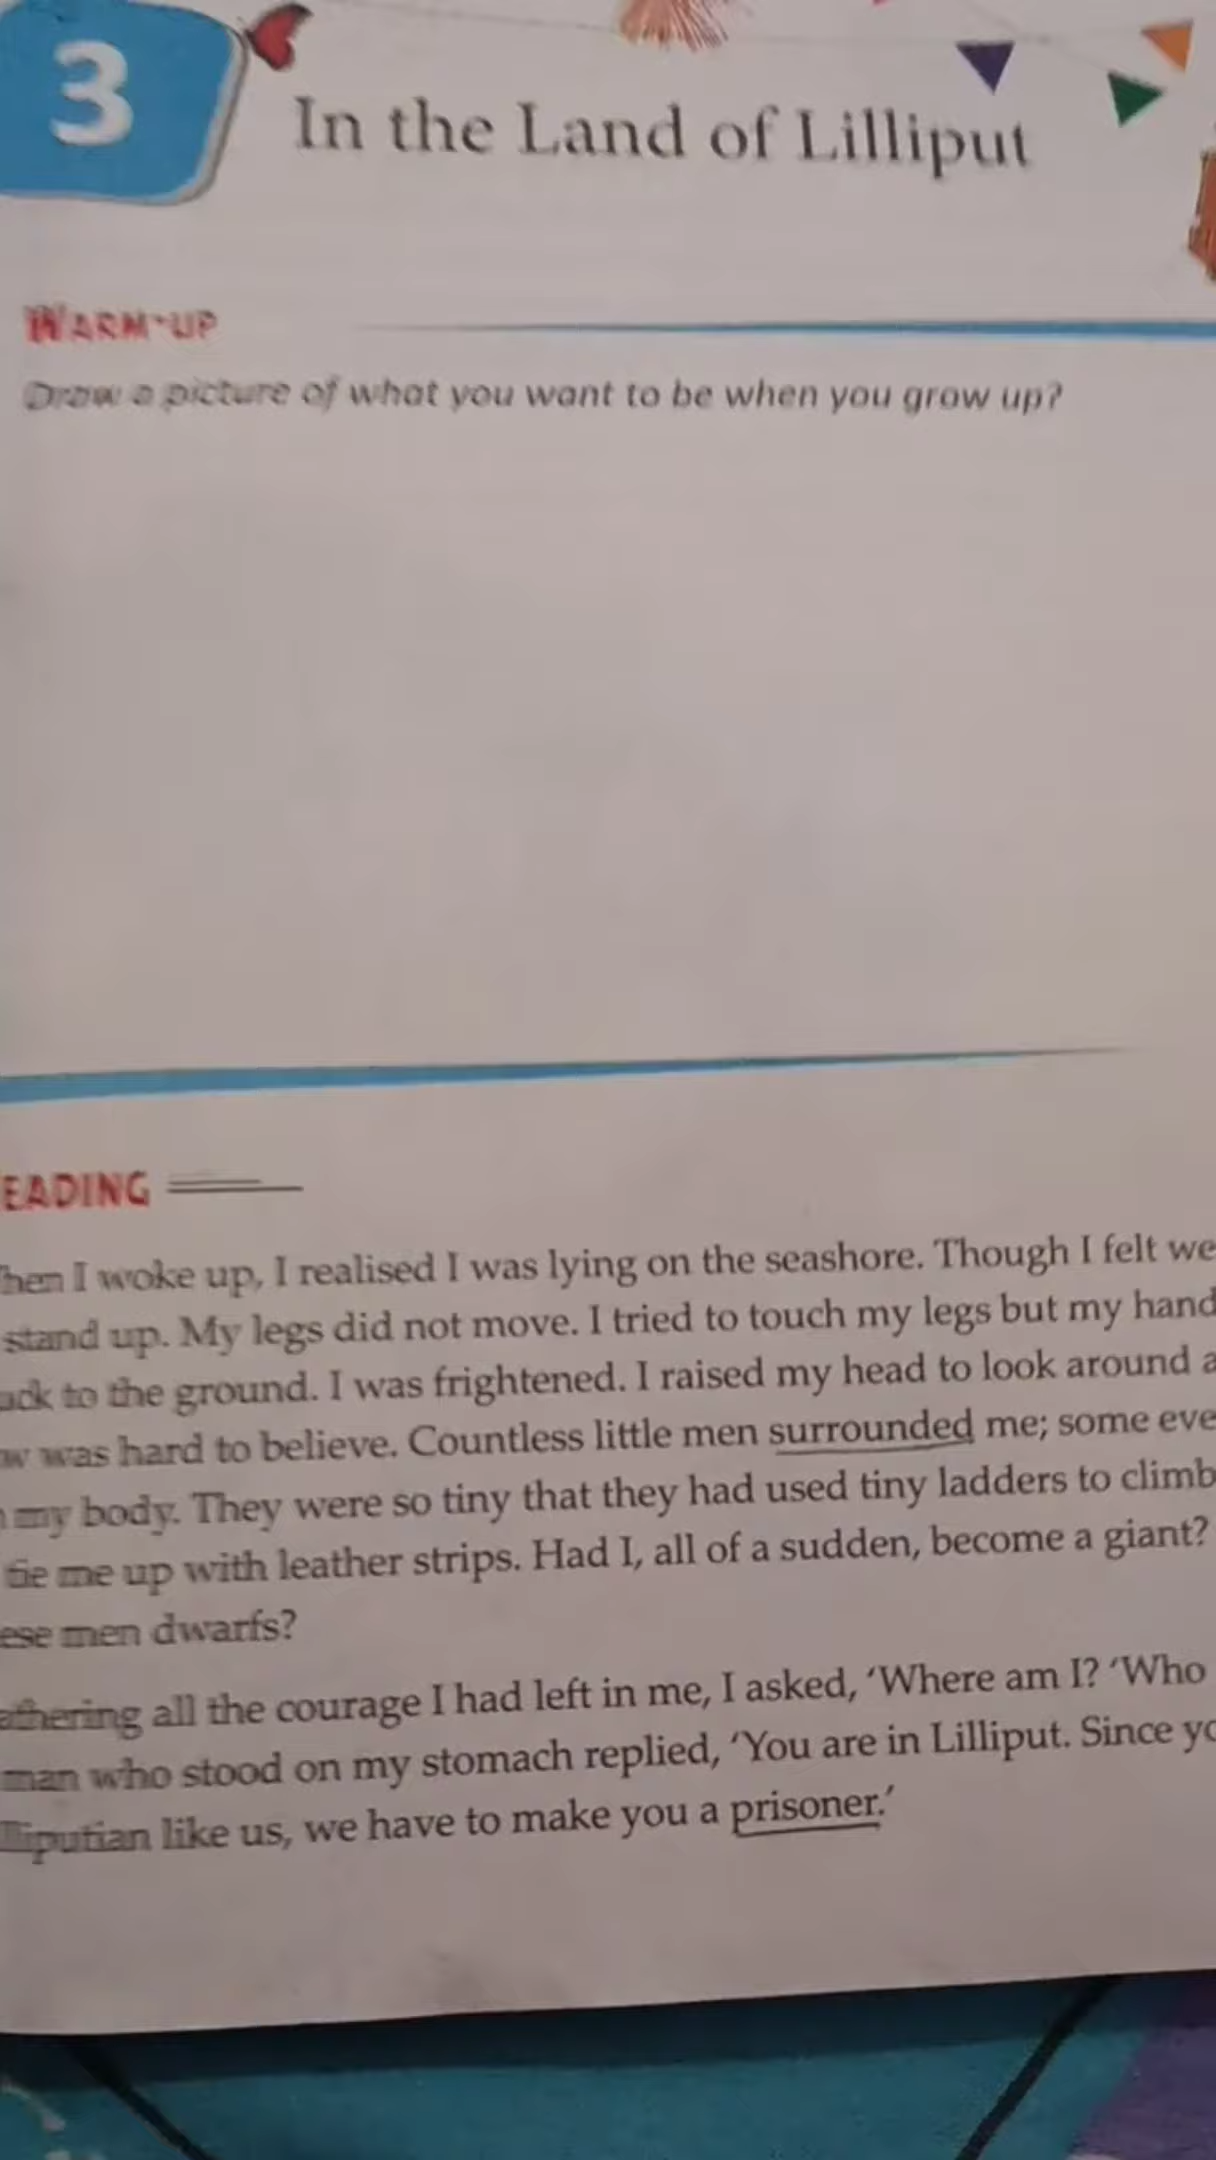 3
In the Land of Lilliput
WARM-UP
Draw a picture of what you want to be when you grow up?
EADING
hen I woke up, I realised I was lying on the seashore. Though I felt we
stand up. My legs did not move. I tried to touch my legs but my hand
to the ground. I was frightened. I raised my head to look around a
w was hard to believe. Countless little men surrounded me; some eve
my body. They were so tiny that they had used tiny ladders to climb
tie me up with leather strips. Had I, all of a sudden, become a giant?
ese men dwarfs?
athering all the courage I had left in me, I asked, ‘Where am I? ‘Who
man who stood on my stomach replied, ‘You are in Lilliput. Since yo
lliputian like us, we have to make you a prisoner.’